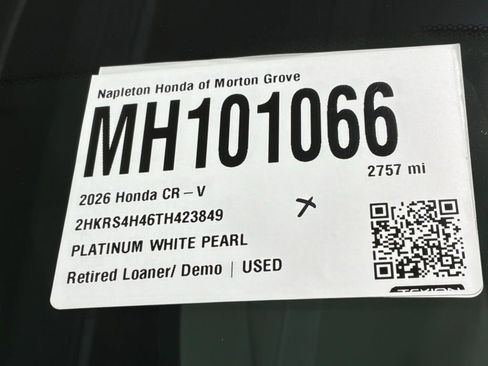 Napleton Honda of Morton Grove
MH101066
2757 mi
2026 Honda CR-V
2HKRS4H46TH423849
PLATINUM WHITE PEARL
Retired Loaner/ Demo | USED
TEKION